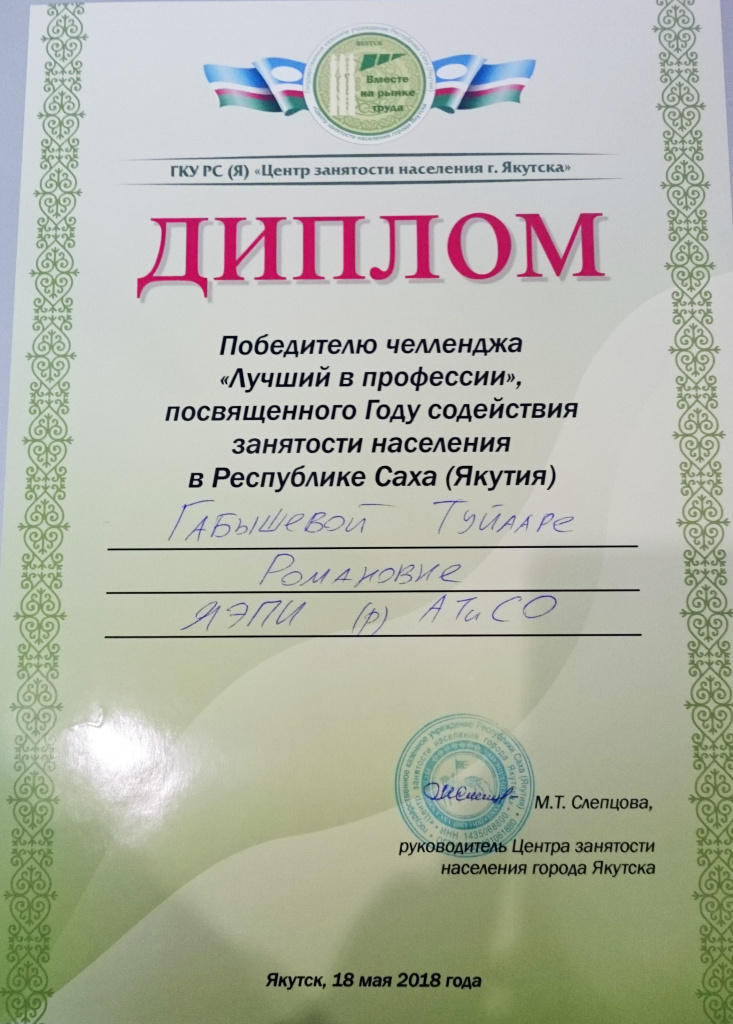 ЯКУТСК
Вместе
на рынке
труда
ГКУ РС (Я) «Центр занятости населения г. Якутска»
ДИПЛОМ
Победителю челленджа
«Лучший в профессии»,
посвященного Году содействия
занятости населения
в Республике Саха (Якутия)
Габышевой Туйааре
Романовне
ЯЭПИ (ф) АТиСО
М.Т. Слепцова,
руководитель Центра занятости
населения города Якутска
Якутск, 18 мая 2018 года